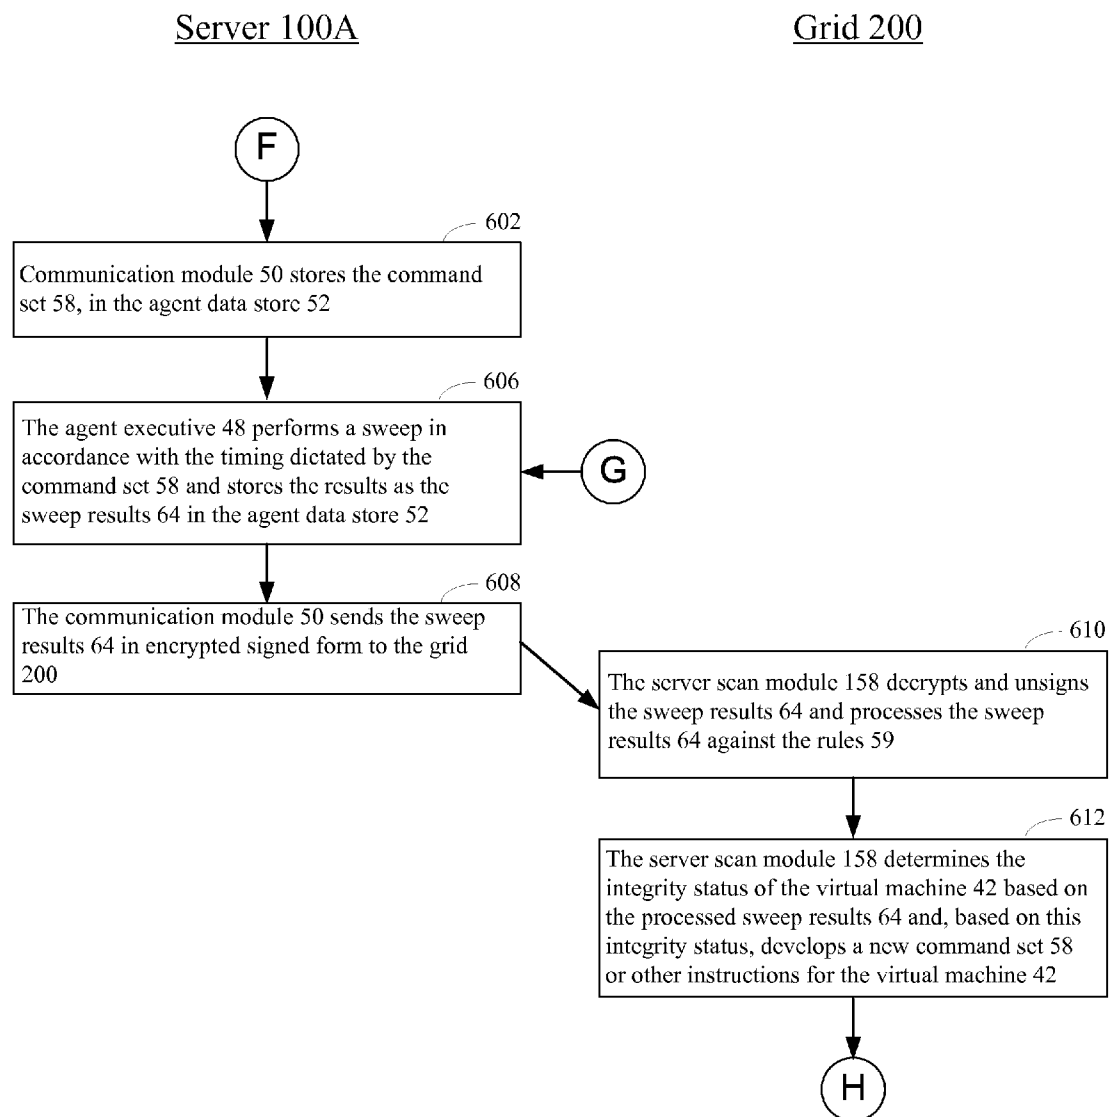 Server 100A
Grid 200
F
602
Communication module 50 stores the command
set 58, in the agent data store 52
606
The agent executive 48 performs a sweep in
accordance with the timing dictated by the
command set 58 and stores the results as the
sweep results 64 in the agent data store 52
G
608
The communication module 50 sends the sweep
results 64 in encrypted signed form to the grid
200
610
The server scan module 158 decrypts and unsigns
the sweep results 64 and processes the sweep
results 64 against the rules 59
612
The server scan module 158 determines the
integrity status of the virtual machine 42 based on
the processed sweep results 64 and, based on this
integrity status, develops a new command set 58
or other instructions for the virtual machine 42
H